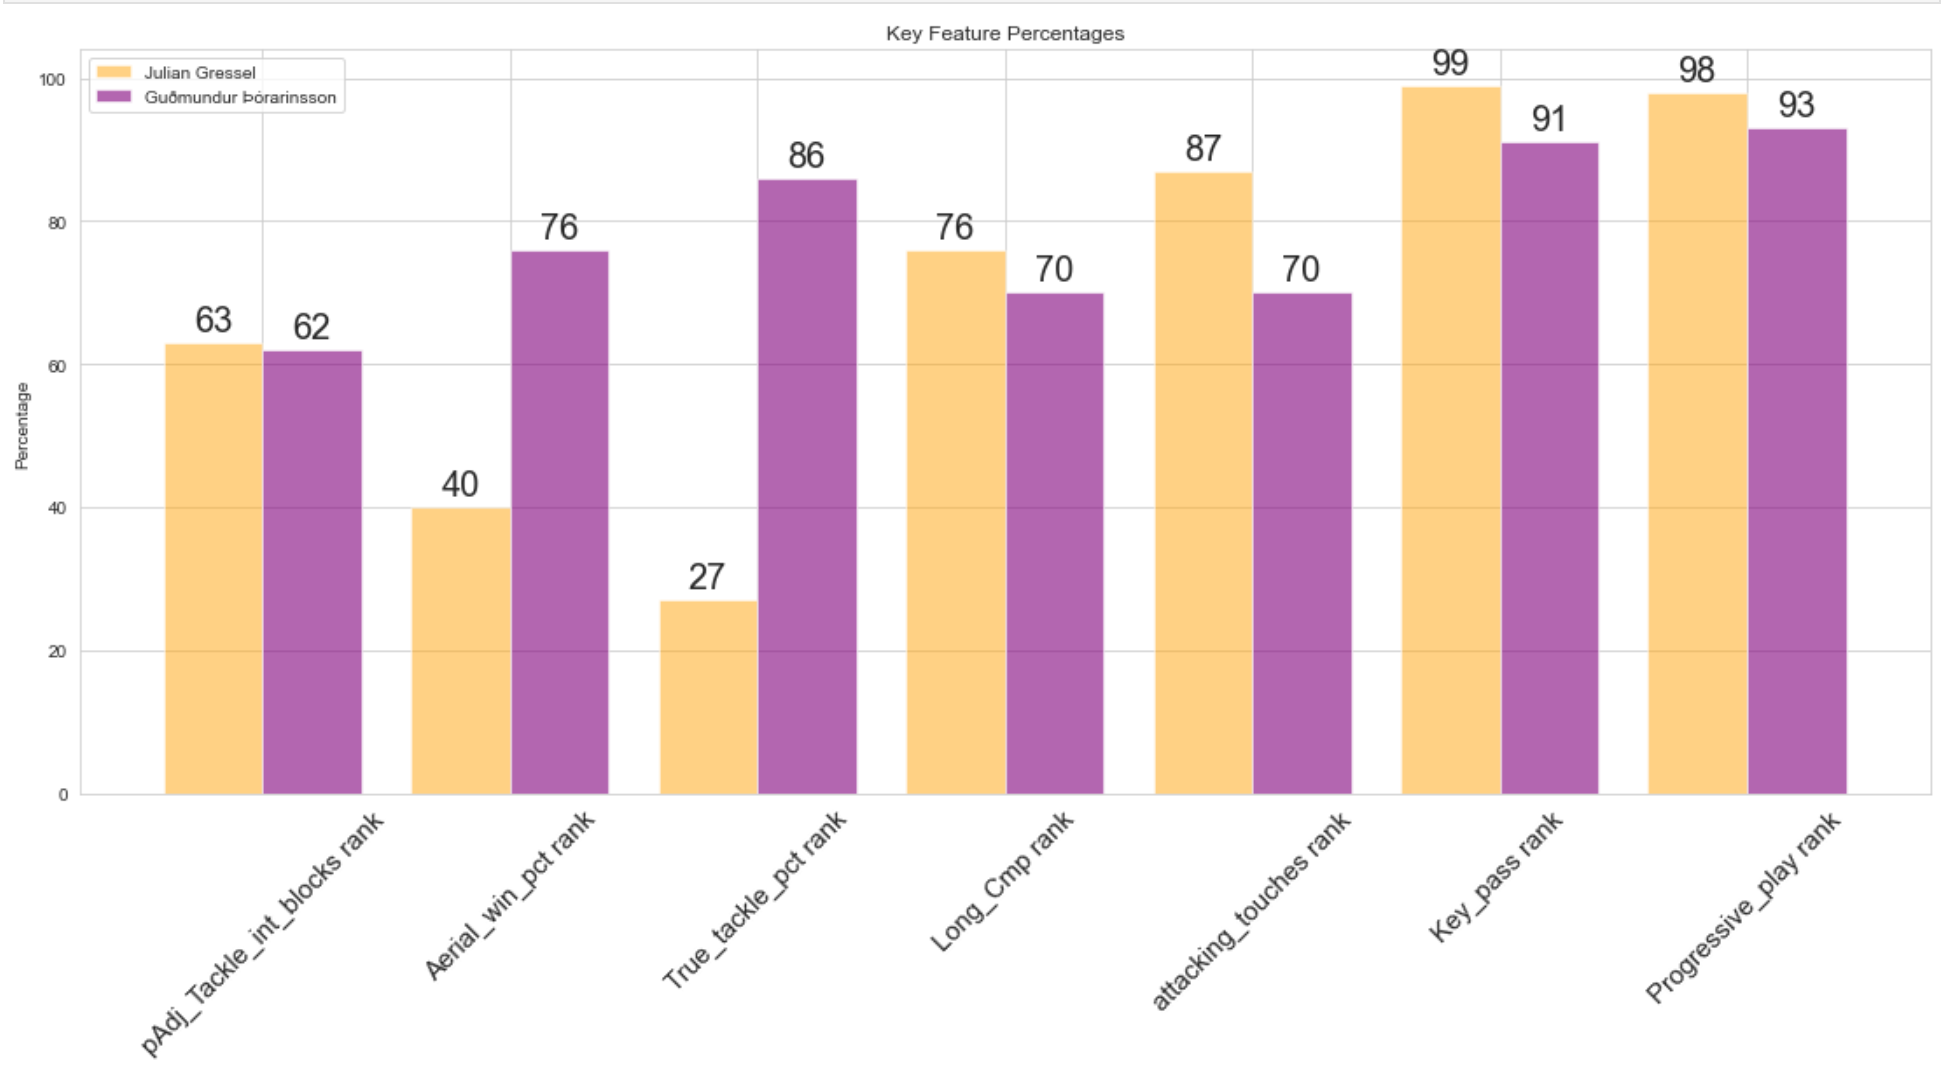 Key Feature Percentages
Julian Gressel
Guðmundur Þórarinsson
Percentage
100
80
60
40
20
0
63
62
40
76
27
86
76
70
87
70
99
91
98
93
pAdj_Tackle_int_blocks rank
Aerial_win_pct rank
True_tackle_pct rank
Long_Cmp rank
attacking_touches rank
Key_pass rank
Progressive_play rank